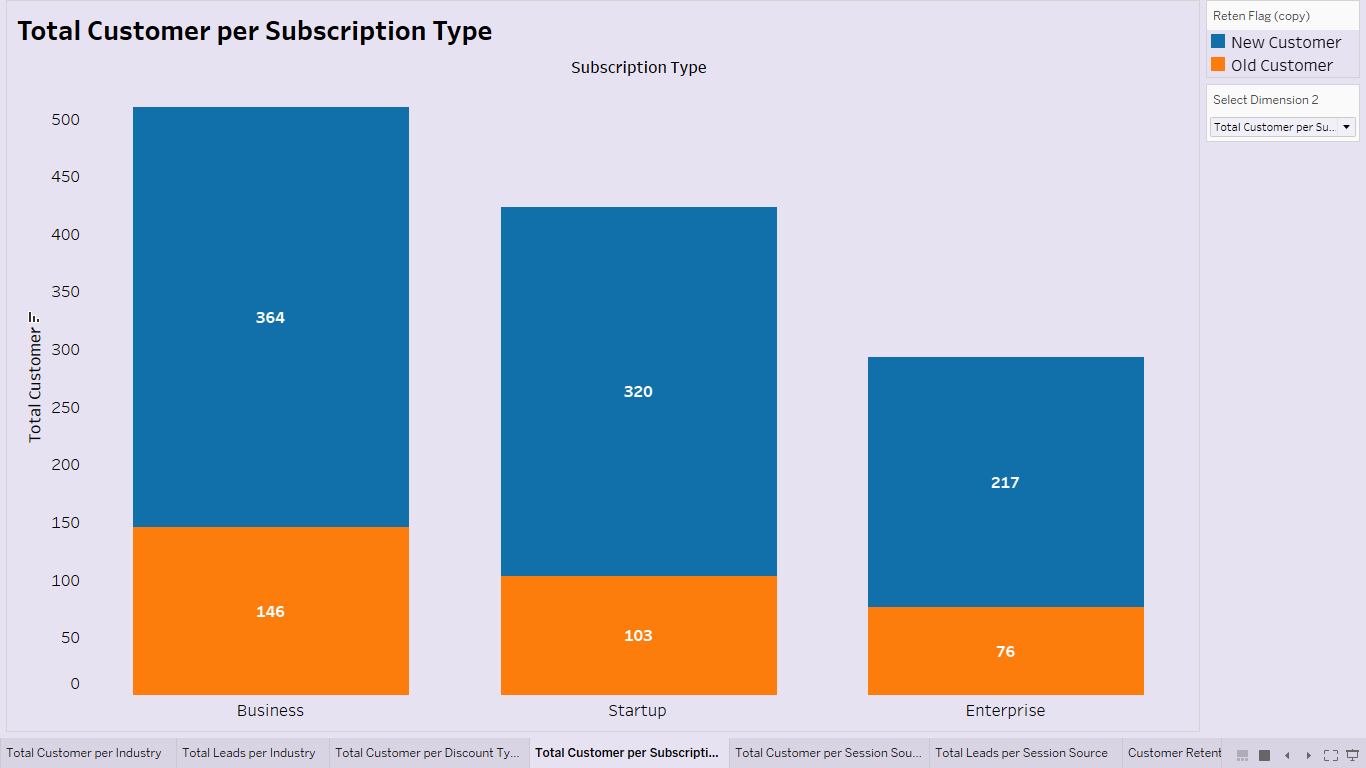 Total Customer per Subscription Type
Subscription Type
Total Customer
500
450
400
350
300
250
200
150
100
50
0
364
146
320
103
217
76
Business
Startup
Enterprise
Reten Flag (copy)
New Customer
Old Customer
Select Dimension 2
Total Customer per Su..
Total Customer per Industry
Total Leads per Industry
Total Customer per Discount Ty...
Total Customer per Subscripti...
Total Customer per Session Sou...
Total Leads per Session Source
Customer Retent